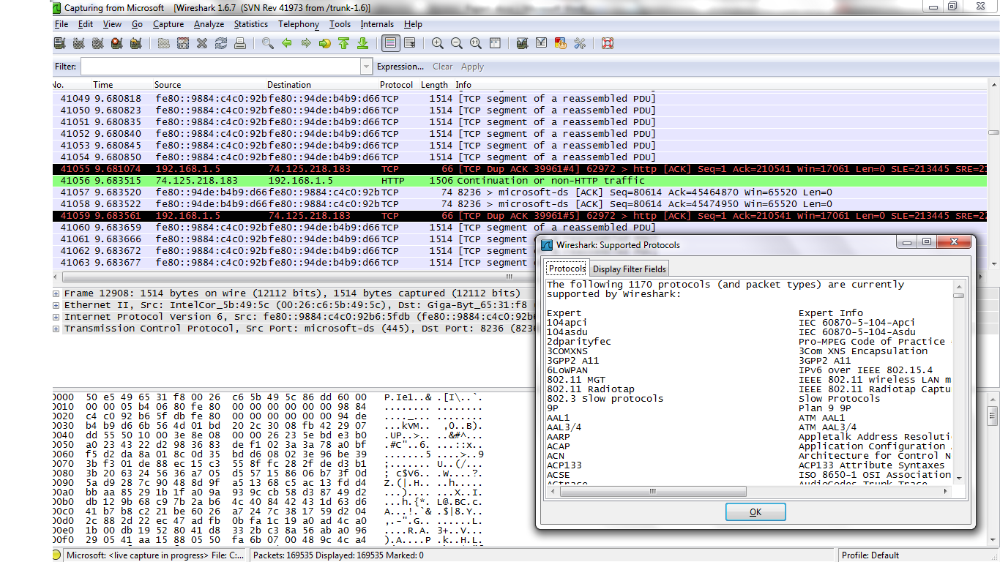 Capturing from Microsoft [Wireshark 1.6.7 (SVN Rev 41973 from /trunk-1.6)]
File Edit View Go Capture Analyze Statistics Telephony Tools Internals Help
Filter: Expression... Clear Apply
No. Time Source Destination Protocol Length Info
41049 9.680818 fe80::9884:c4c0:92b fe80::94de:b4b9:d66 TCP 1514 [TCP segment of a reassembled PDU]
41050 9.680823 fe80::9884:c4c0:92b fe80::94de:b4b9:d66 TCP 1514 [TCP segment of a reassembled PDU]
41051 9.680835 fe80::9884:c4c0:92b fe80::94de:b4b9:d66 TCP 1514 [TCP segment of a reassembled PDU]
41052 9.680840 fe80::9884:c4c0:92b fe80::94de:b4b9:d66 TCP 1514 [TCP segment of a reassembled PDU]
41053 9.680845 fe80::9884:c4c0:92b fe80::94de:b4b9:d66 TCP 1514 [TCP segment of a reassembled PDU]
41054 9.680850 fe80::9884:c4c0:92b fe80::94de:b4b9:d66 TCP 1514 [TCP segment of a reassembled PDU]
41055 9.681074 192.168.1.5 74.125.218.183 TCP 66 [TCP Dup ACK 39961#4] 62972 > http [ACK] Seq=1 Ack=210541 Win=17061 Len=0 SLE=213445 SRE=2
41056 9.683515 74.125.218.183 192.168.1.5 HTTP 1506 Continuation or non-HTTP traffic
41057 9.683520 fe80::94de:b4b9:d66 fe80::9884:c4c0:92b TCP 74 8236 > microsoft-ds [ACK] Seq=80614 Ack=45464870 Win=65520 Len=0
41058 9.683522 fe80::94de:b4b9:d66 fe80::9884:c4c0:92b TCP 74 8236 > microsoft-ds [ACK] Seq=80614 Ack=45474950 Win=65520 Len=0
41059 9.683561 192.168.1.5 74.125.218.183 TCP 66 [TCP Dup ACK 39961#5] 62972 > http [ACK] Seq=1 Ack=210541 Win=17061 Len=0 SLE=213445 SRE=2
41060 9.683659 fe80::9884:c4c0:92b fe80::94de:b4b9:d66 TCP 1514 [TCP segment of a reassembled PDU]
41061 9.683666 fe80::9884:c4c0:92b fe80::94de:b4b9:d66 TCP 1514 [TCP segment
41062 9.683672 fe80::9884:c4c0:92b fe80::94de:b4b9:d66 TCP 1514 [TCP segment
41063 9.683677 fe80::9884:c4c0:92b fe80::94de:b4b9:d66 TCP 1514 [TCP segment
Frame 12908: 1514 bytes on wire (12112 bits), 1514 bytes captured (12112 bits)
Ethernet II, Src: IntelCor_5b:49:5c (00:26:c6:5b:49:5c), Dst: Giga-Byt_65:31:f8 (
Internet Protocol Version 6, Src: fe80::9884:c4c0:92b6:5fdb (fe80::9884:c4c0:92b6
Transmission Control Protocol, Src Port: microsoft-ds (445), Dst Port: 8236 (8236
0000 50 e5 49 65 31 f8 00 26 c6 5b 49 5c 86 dd 60 00 P.Ie1..& .[I\..`.
0010 00 00 05 b4 06 80 fe 80 00 00 00 00 00 00 98 84 ........ ........
0020 c4 c0 92 b6 5f db fe 80 00 00 00 00 00 00 94 de ...._... ........
0030 b4 b9 d6 6b 56 4d 01 bd 20 2c 30 08 fb 42 29 07 ...kVM.. ,0..B).
0040 dd 55 50 10 00 3e 8e 08 00 00 26 23 5e bd e3 b0 .UP..>.. ..&#^...
0050 a0 23 43 22 d2 98 36 83 de f1 02 3a 3a 78 a0 bf .#C"..6. ...::x..
0060 f5 d2 da 8a 01 8c 0d 35 bd d6 08 02 3e 96 be 39 .......5 ....>..9
0070 3b f3 01 de 88 ec 15 c3 55 8f fc 28 2f de d3 b1 ;....... U..(/...
0080 3b 20 63 24 56 36 a7 05 d5 57 15 86 06 b7 3f 0d ; c$V6.. .W....?.
0090 5a d9 28 7c 90 48 8d 9f a5 13 68 c5 ac 13 fd d4 Z.(|.H.. ..h.....
00a0 bb aa 85 29 1b 1f a0 9a 93 9c cb 58 d3 87 49 d2 ...).... ...X..I.
00b0 db 12 9b 68 c9 7b 2a b6 4c 40 84 42 43 1d 63 d6 ...h.{*. L@.BC.c.
00c0 41 b7 b8 c2 21 be 60 26 a7 24 7c 38 17 59 d2 04 A...!.`& .$|8.Y..
00d0 2c 88 2d 22 ec 47 ad fb 0b fa 1c 19 a0 ad 4c a0 ,.-".G.. ......L.
00e0 1b 00 db 19 52 80 41 d8 33 2b c3 8a 56 ab a0 96 ....R.A. 3+..V...
00f0 29 05 41 aa 15 88 05 50 fa 6b 07 00 48 9c 4c a4 ).A....P .k..H.L.
Wireshark: Supported Protocols
Protocols Display Filter Fields
The following 1170 protocols (and packet types) are currently
supported by Wireshark:
Expert Expert Info
104apci IEC 60870-5-104-Apci
104asdu IEC 60870-5-104-Asdu
2dparityfec Pro-MPEG Code of Practice
3COMXNS 3Com XNS Encapsulation
3GPP2 A11 3GPP2 A11
6LoWPAN IPv6 over IEEE 802.15.4
802.11 MGT IEEE 802.11 wireless LAN m
802.11 Radiotap IEEE 802.11 Radiotap Captu
802.3 Slow protocols Slow Protocols
9P Plan 9 9P
AAL1 ATM AAL1
AAL3/4 ATM AAL3/4
AARP Appletalk Address Resoluti
ACAP Application Configuration
ACN Architecture for Control N
ACP133 ACP133 Attribute Syntaxes
ACSE ISO 8650-1 OSI Association
ACtrace AudioCodes Trunk Trace
OK
Microsoft: <live capture in progress> File: C:... Packets: 169535 Displayed: 169535 Marked: 0 Profile: Default